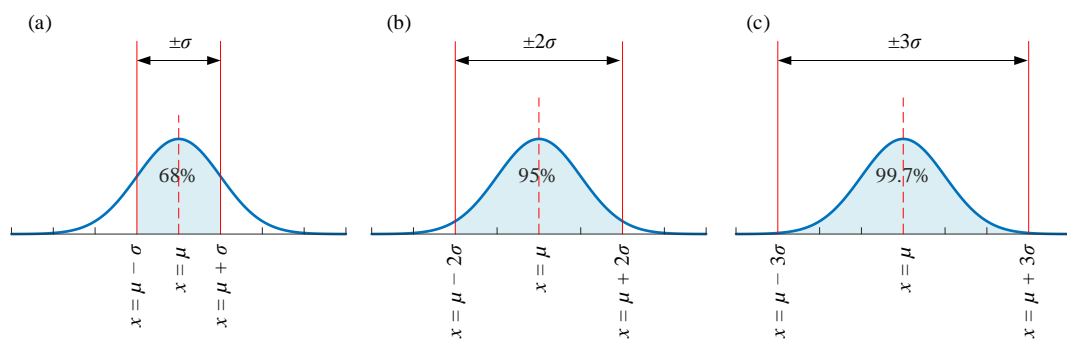 (a)
±σ
68%
x = μ − σ
x = μ
x = μ + σ
(b)
±2σ
95%
x = μ − 2σ
x = μ
x = μ + 2σ
(c)
±3σ
99.7%
x = μ − 3σ
x = μ
x = μ + 3σ